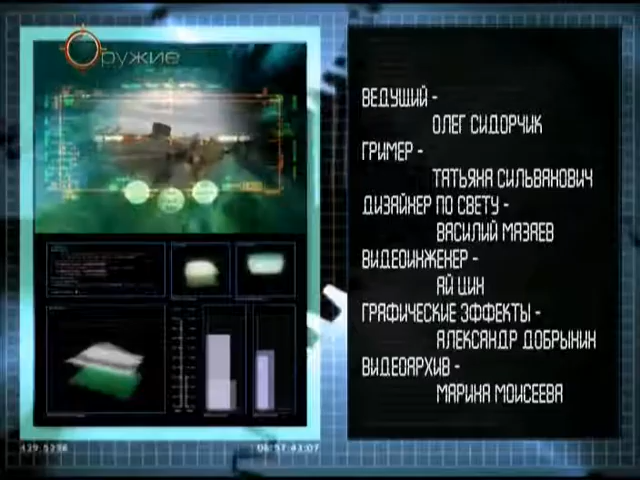 Оружие
ВЕДУЩИЙ -
ОЛЕГ СИДОРЧИК
ГРИМЕР -
ТАТЬЯНА СИЛЬВАНОВИЧ
ДИЗАЙНЕР ПО СВЕТУ -
ВАСИЛИЙ МАЗАЕВ
ВИДЕОИНЖЕНЕР -
АЙ ЦИН
ГРАФИЧЕСКИЕ ЭФФЕКТЫ -
АЛЕКСАНДР ДОБРЫНИН
ВИДЕОАРХИВ -
МАРИНА МОИСЕЕВА